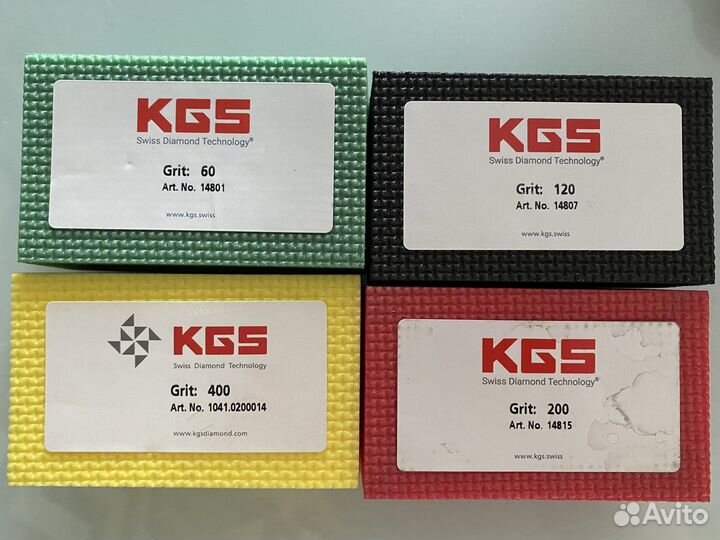 KGS
Swiss Diamond Technology®
Grit: 60
Art. No. 14801
www.kgs.swiss
KGS
Swiss Diamond Technology®
Grit: 120
Art. No. 14807
www.kgs.swiss
KGS
Swiss Diamond Technology
Grit: 400
Art. No. 1041.0200014
www.kgsdiamond.com
KGS
Swiss Diamond Technology®
Grit: 200
Art. No. 14815
www.kgs.swiss
Avito